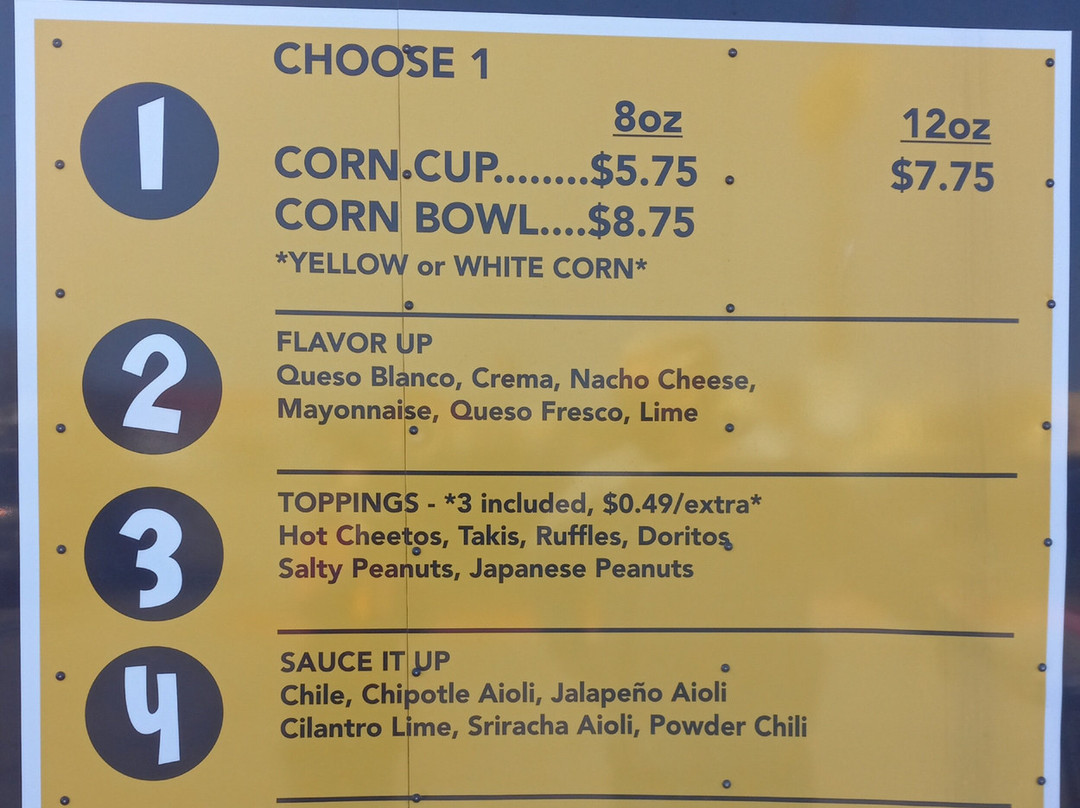 1
CHOOSE 1
8oz 12oz
CORN CUP........$5.75 $7.75
CORN BOWL....$8.75
*YELLOW or WHITE CORN*
2
FLAVOR UP
Queso Blanco, Crema, Nacho Cheese,
Mayonnaise, Queso Fresco, Lime
3
TOPPINGS - *3 included, $0.49/extra*
Hot Cheetos, Takis, Ruffles, Doritos
Salty Peanuts, Japanese Peanuts
4
SAUCE IT UP
Chile, Chipotle Aioli, Jalapeño Aioli
Cilantro Lime, Sriracha Aioli, Powder Chili